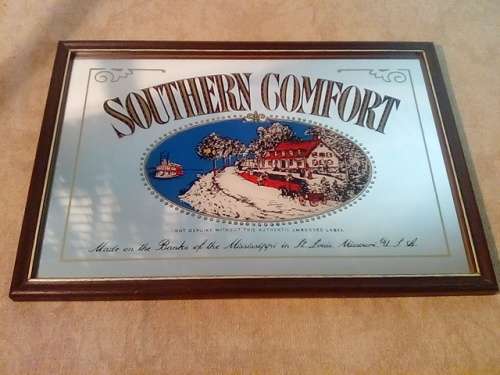 SOUTHERN COMFORT
NOT GENUINE WITHOUT THIS AUTHENTIC EMBOSSED LABEL
Made on the Banks of the Mississippi in St. Louis Missouri, U.S.A.